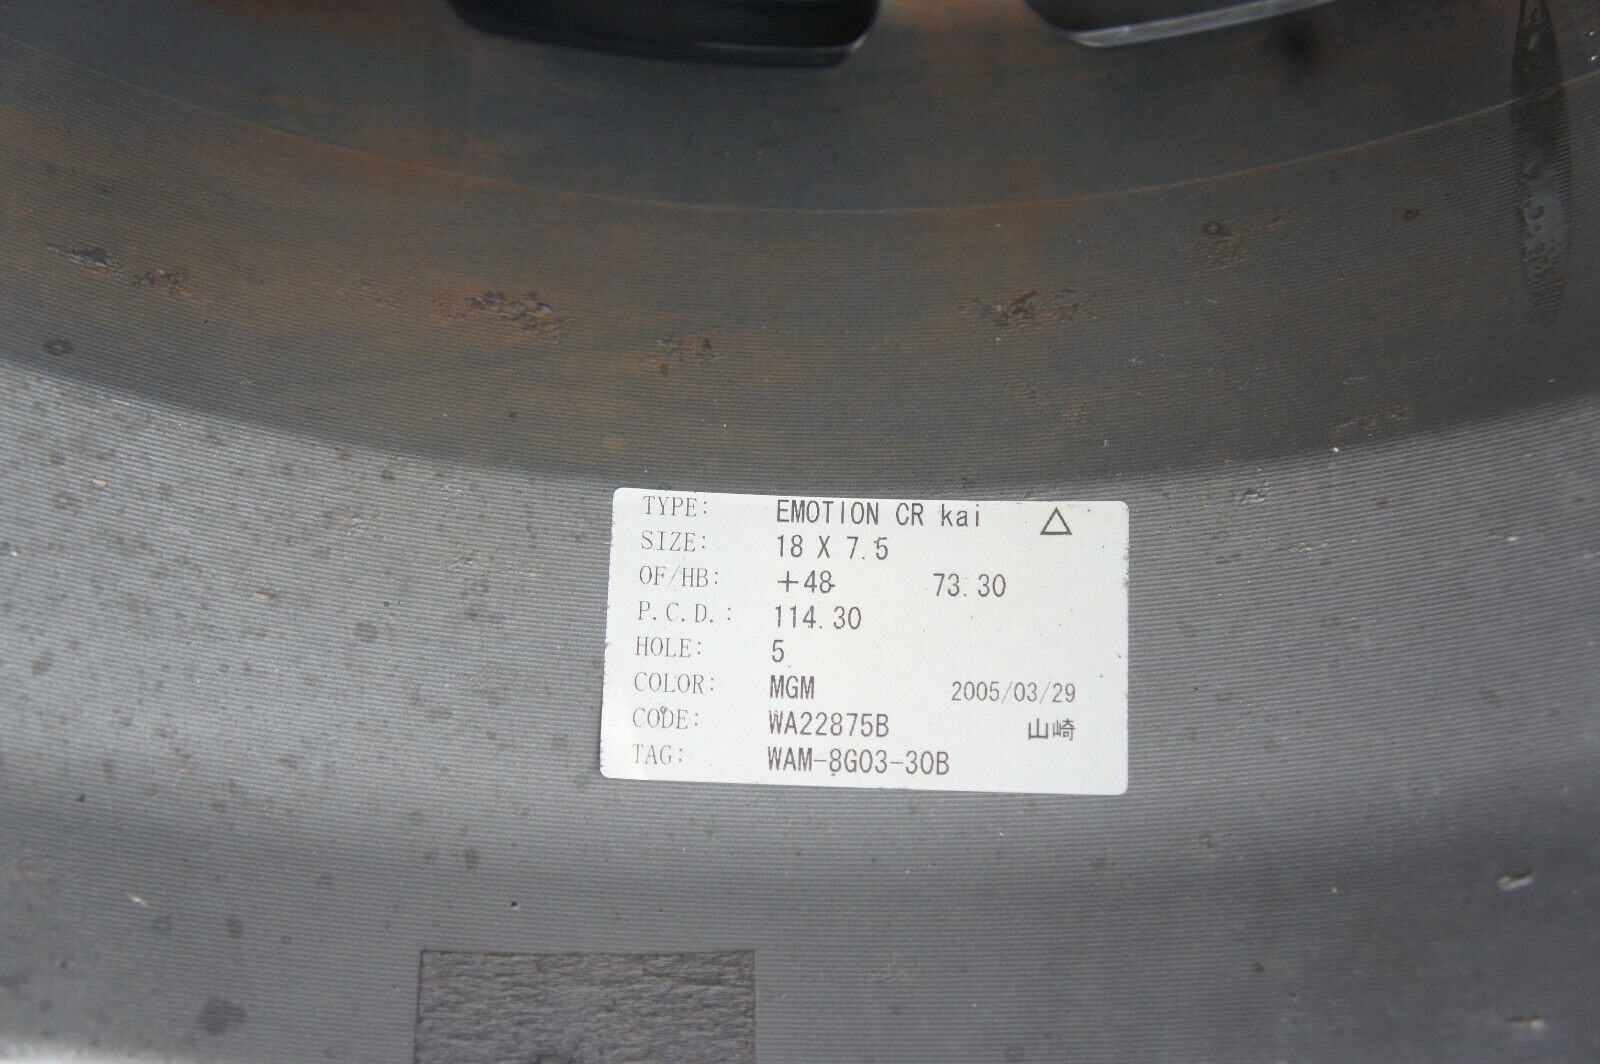 TYPE: EMOTION CR kai △
SIZE: 18 X 7.5
OF/HB: +48 73.30
P.C.D.: 114.30
HOLE: 5
COLOR: MGM 2005/03/29
CODE: WA22875B 山崎
TAG: WAM-8G03-30B